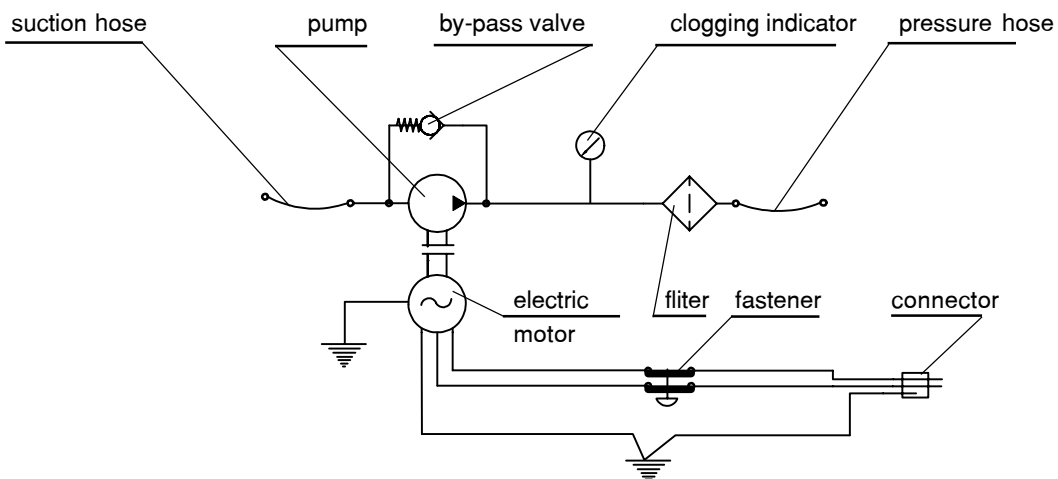 suction hose
pump
by-pass valve
clogging indicator
pressure hose
electric
motor
fliter
fastener
connector